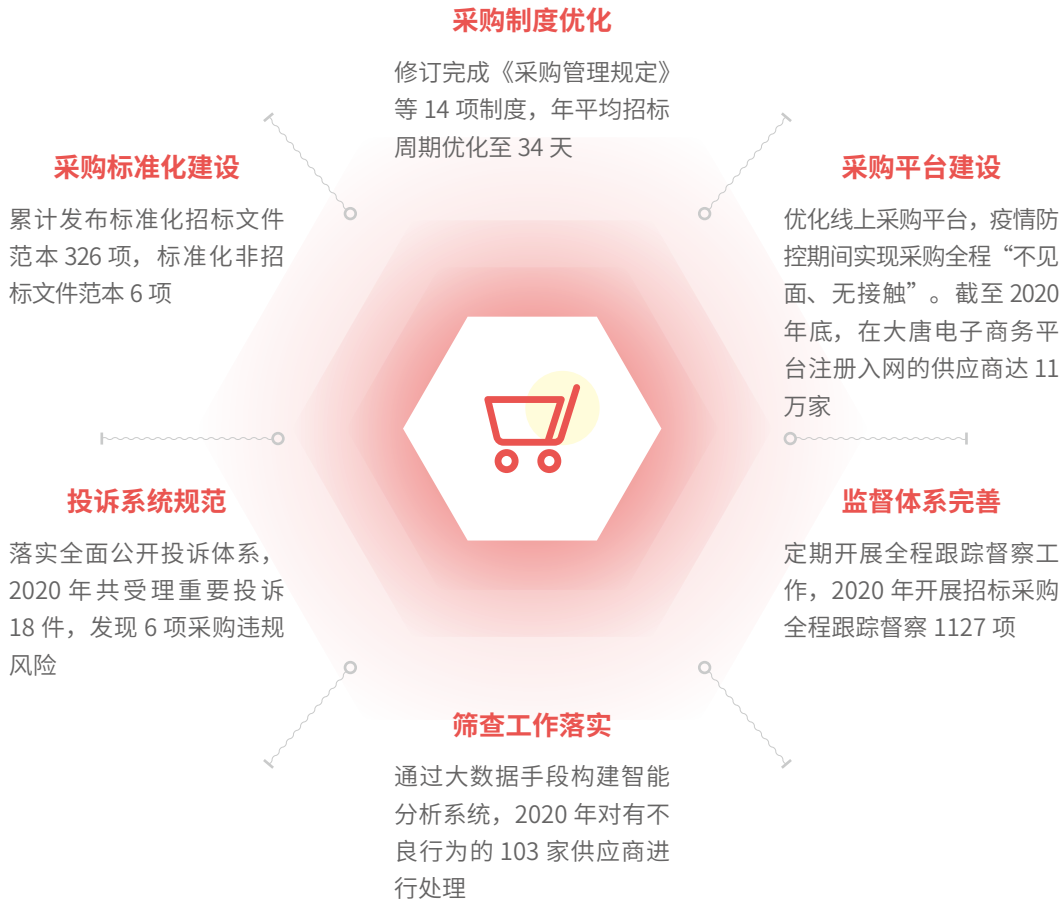 采购制度优化
修订完成《采购管理规定》
等 14 项制度，年平均招标
周期优化至 34 天
采购标准化建设
累计发布标准化招标文件
范本 326 项，标准化非招
标文件范本 6 项
采购平台建设
优化线上采购平台，疫情防
控期间实现采购全程“不见
面、无接触”。截至 2020
年底，在大唐电子商务平
台注册入网的供应商达 11
万家
投诉系统规范
落实全面公开投诉体系，
2020 年共受理重要投诉
18 件，发现 6 项采购违规
风险
监督体系完善
定期开展全程跟踪督察工
作，2020 年开展招标采购
全程跟踪督察 1127 项
筛查工作落实
通过大数据手段构建智能
分析系统，2020 年对有不
良行为的 103 家供应商进
行处理